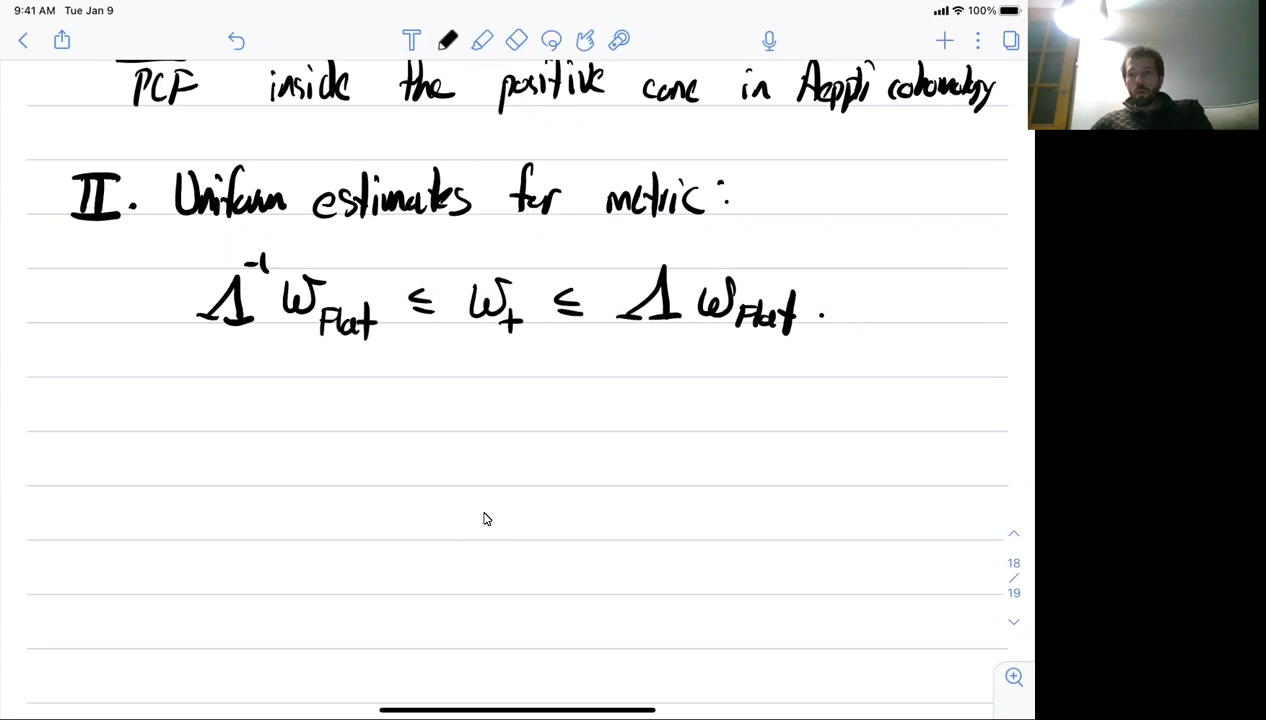 9:41 AM Tue Jan 9
100%
PCF inside the positive cone in Aeppli cohomology
II. Uniform estimates for metric:
Λ⁻¹ ω_Flat ≤ ω_t ≤ Λ ω_Flat .
18
/
19